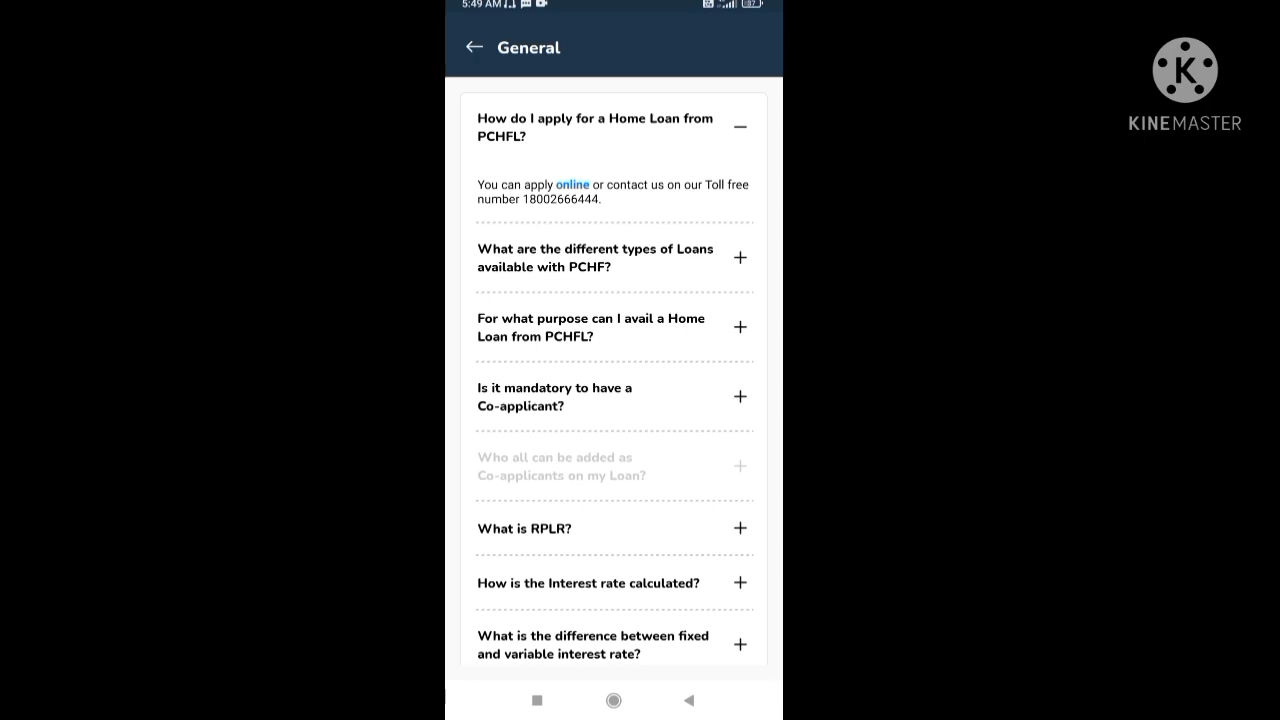 5:49 AM
87
General
How do I apply for a Home Loan from
PCHFL?
You can apply online or contact us on our Toll free
number 18002666444.
What are the different types of Loans
available with PCHF?
For what purpose can I avail a Home
Loan from PCHFL?
Is it mandatory to have a
Co-applicant?
Who all can be added as
Co-applicants on my Loan?
What is RPLR?
How is the Interest rate calculated?
What is the difference between fixed
and variable interest rate?
K
KINEMASTER